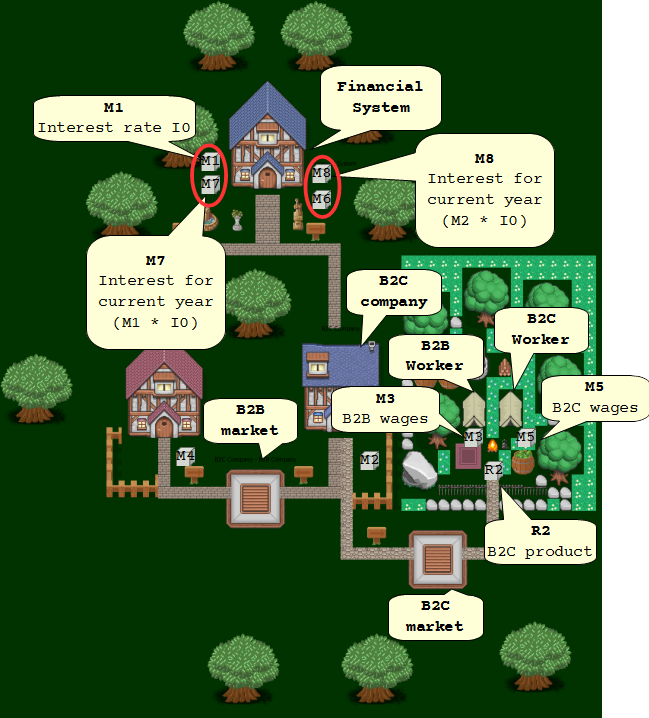 Financial
System
M1
Interest rate I0
M1
M7
M8
M6
M8
Interest for
current year
(M2 * I0)
M7
Interest for
current year
(M1 * I0)
B2C
company
B2C
Worker
B2B
Worker
M5
B2C wages
M3
B2B wages
B2B
market
M3
M5
M4
M2
R2
R2
B2C product
B2C
market